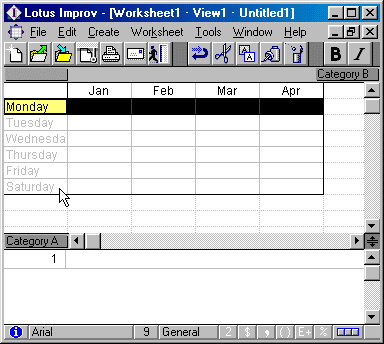 Lotus Improv - [Worksheet1 · View1 · Untitled1]
File Edit Create Worksheet Tools Window Help
B I
Category B
Jan Feb Mar Apr
Monday
Tuesday
Wednesda
Thursday
Friday
Saturday
Category A
1
Arial 9 General 2 $ , ( ) E+ %